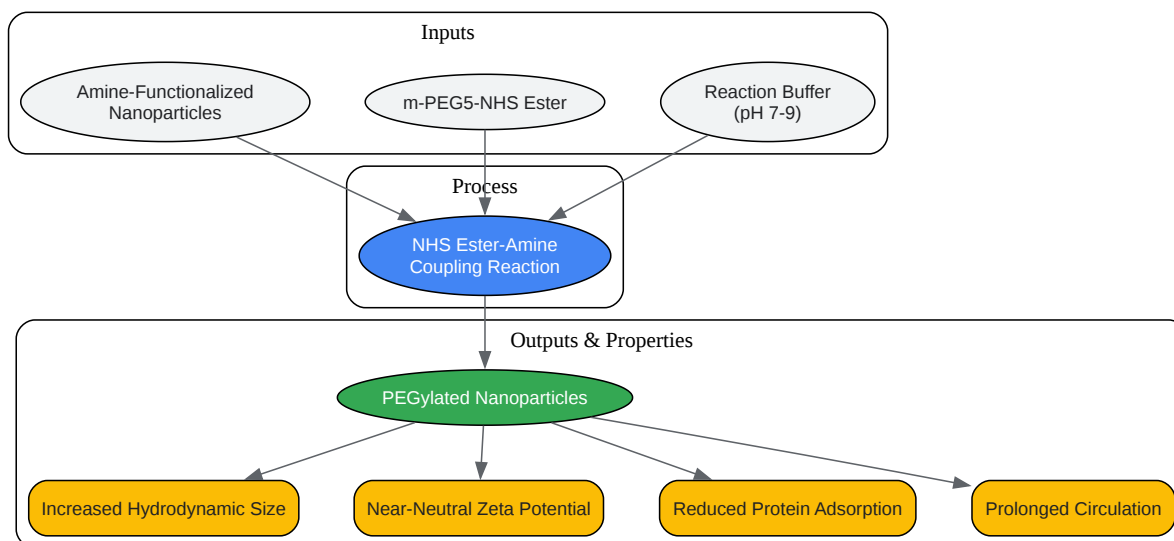 Inputs
Amine-Functionalized
Nanoparticles
m-PEG5-NHS Ester
Reaction Buffer
(pH 7-9)
Process
NHS Ester-Amine
Coupling Reaction
Outputs & Properties
PEGylated Nanoparticles
Increased Hydrodynamic Size
Near-Neutral Zeta Potential
Reduced Protein Adsorption
Prolonged Circulation